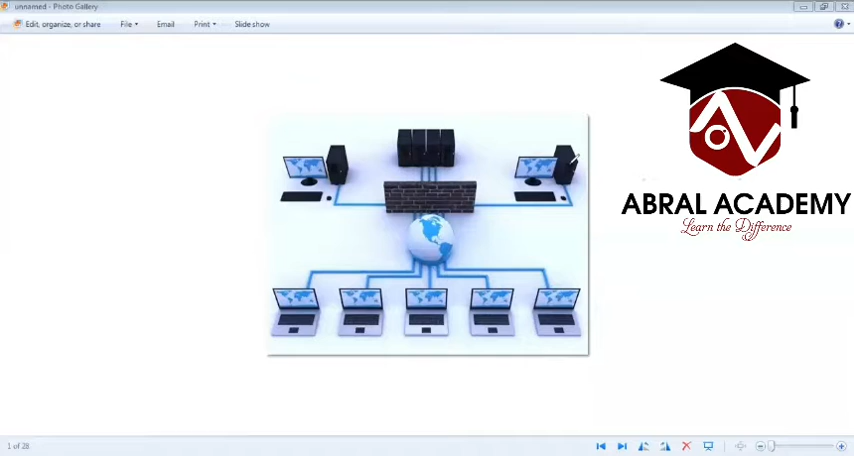 unnamed - Photo Gallery
Edit, organize, or share File Email Print Slide show
ABRAL ACADEMY
Learn the Difference
1 of 28